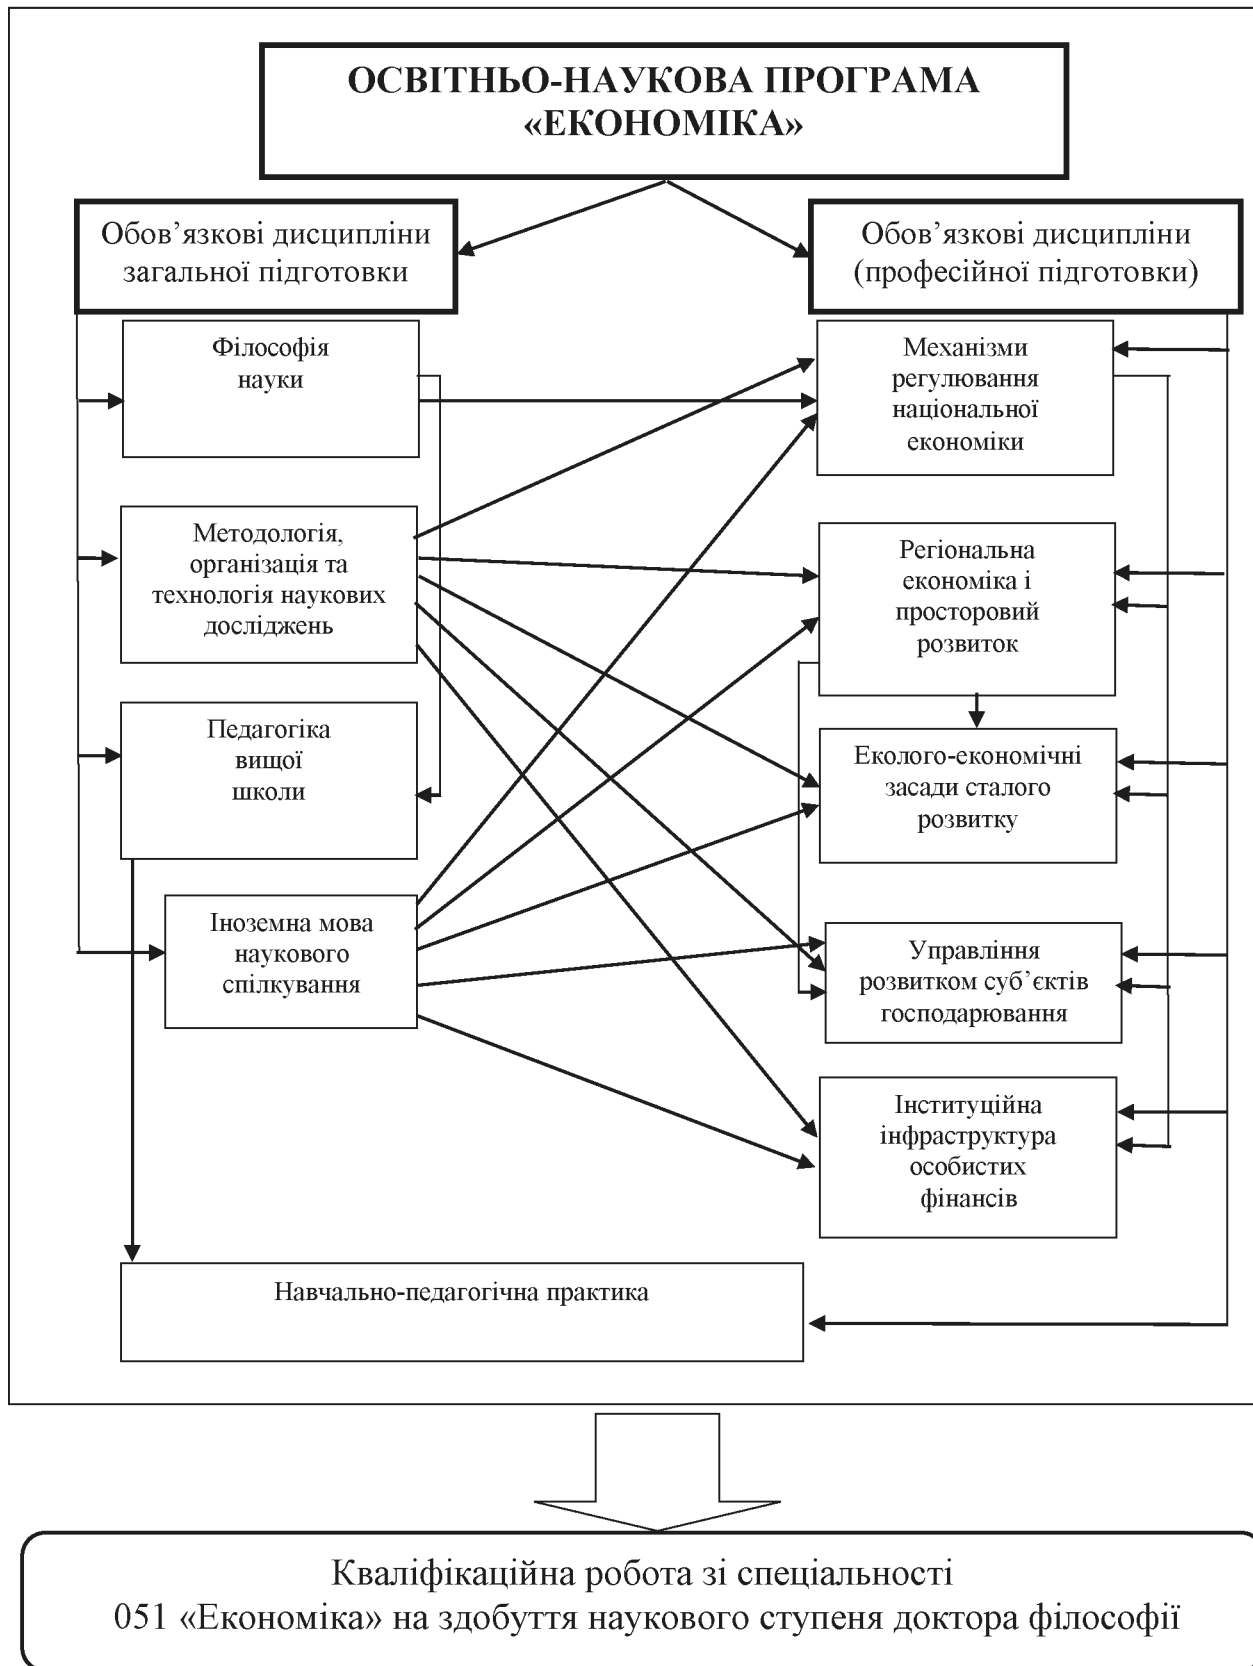 ОСВІТНЬО-НАУКОВА ПРОГРАМА
«ЕКОНОМІКА»
Обов’язкові дисципліни
загальної підготовки
Обов’язкові дисципліни
(професійної підготовки)
Філософія
науки
Механізми
регулювання
національної
економіки
Методологія,
організація та
технологія наукових
досліджень
Регіональна
економіка і
просторовий
розвиток
Педагогіка
вищої
школи
Еколого-економічні
засади сталого
розвитку
Іноземна мова
наукового
спілкування
Управління
розвитком суб’єктів
господарювання
Інституційна
інфраструктура
особистих
фінансів
Навчально-педагогічна практика
Кваліфікаційна робота зі спеціальності
051 «Економіка» на здобуття наукового ступеня доктора філософії